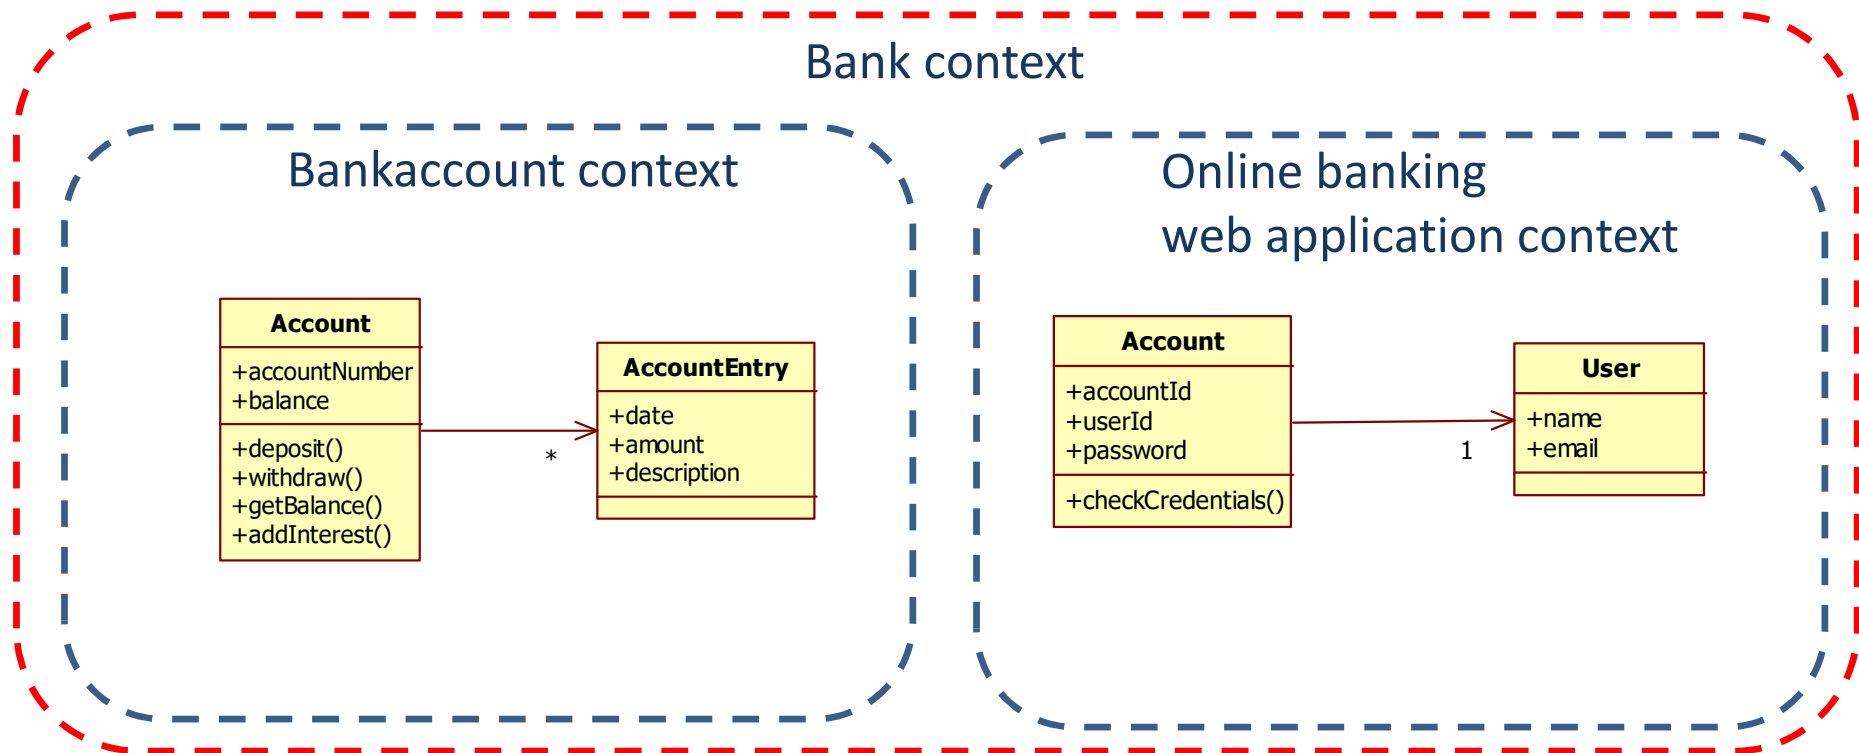 Bank context
Bankaccount context
Online banking
web application context
Account
+accountNumber
+balance
+deposit()
+withdraw()
+getBalance()
+addInterest()
*
AccountEntry
+date
+amount
+description
Account
+accountId
+userId
+password
+checkCredentials()
1
User
+name
+email